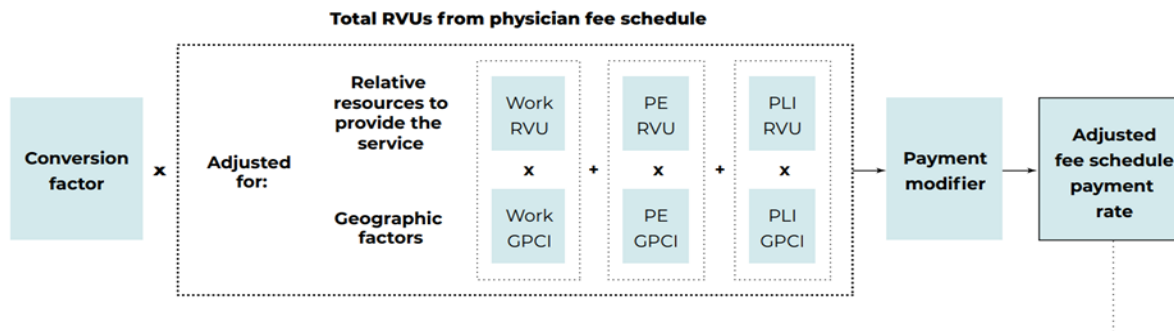 Total RVUs from physician fee schedule
Conversion
factor
x
Adjusted
for:
Relative
resources to
provide the
service
Geographic
factors
Work
RVU
x
Work
GPCI
+
PE
RVU
x
PE
GPCI
+
PLI
RVU
x
PLI
GPCI
Payment
modifier
Adjusted
fee schedule
payment
rate